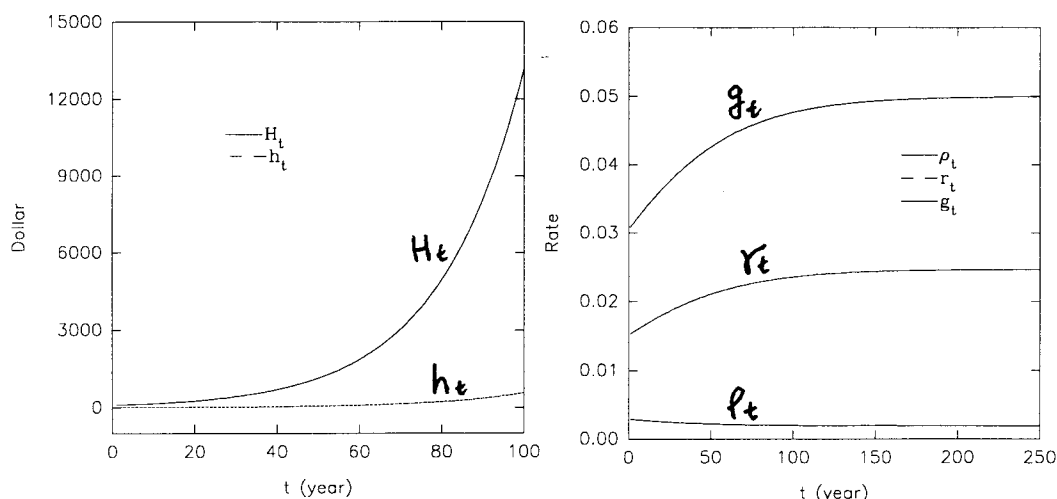 15000
12000
9000
6000
3000
0
Dollar
H_t
h_t
H_t
h_t
0 20 40 60 80 100
t (year)
0.06
0.05
0.04
0.03
0.02
0.01
0.00
Rate
g_t
ρ_t
r_t
g_t
r_t
ρ_t
0 50 100 150 200 250
t (year)